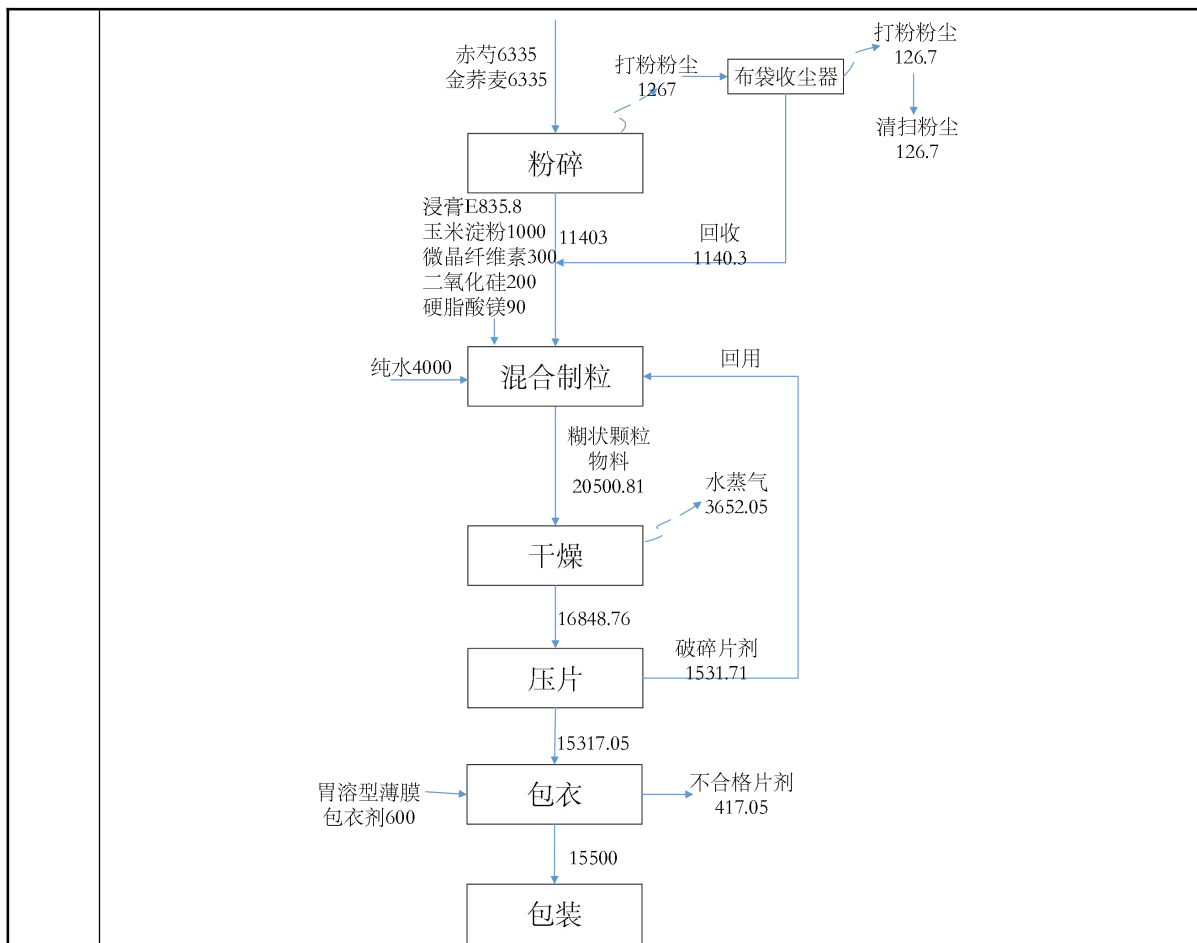 赤芍6335
金荞麦6335
打粉粉尘
1267
布袋收尘器
打粉粉尘
126.7
清扫粉尘
126.7
粉碎
浸膏E835.8
玉米淀粉1000
微晶纤维素300
二氧化硅200
硬脂酸镁90
11403
回收
1140.3
纯水4000
混合制粒
回用
糊状颗粒
物料
20500.81
水蒸气
3652.05
干燥
16848.76
破碎片剂
1531.71
压片
15317.05
胃溶型薄膜
包衣剂600
包衣
不合格片剂
417.05
15500
包装